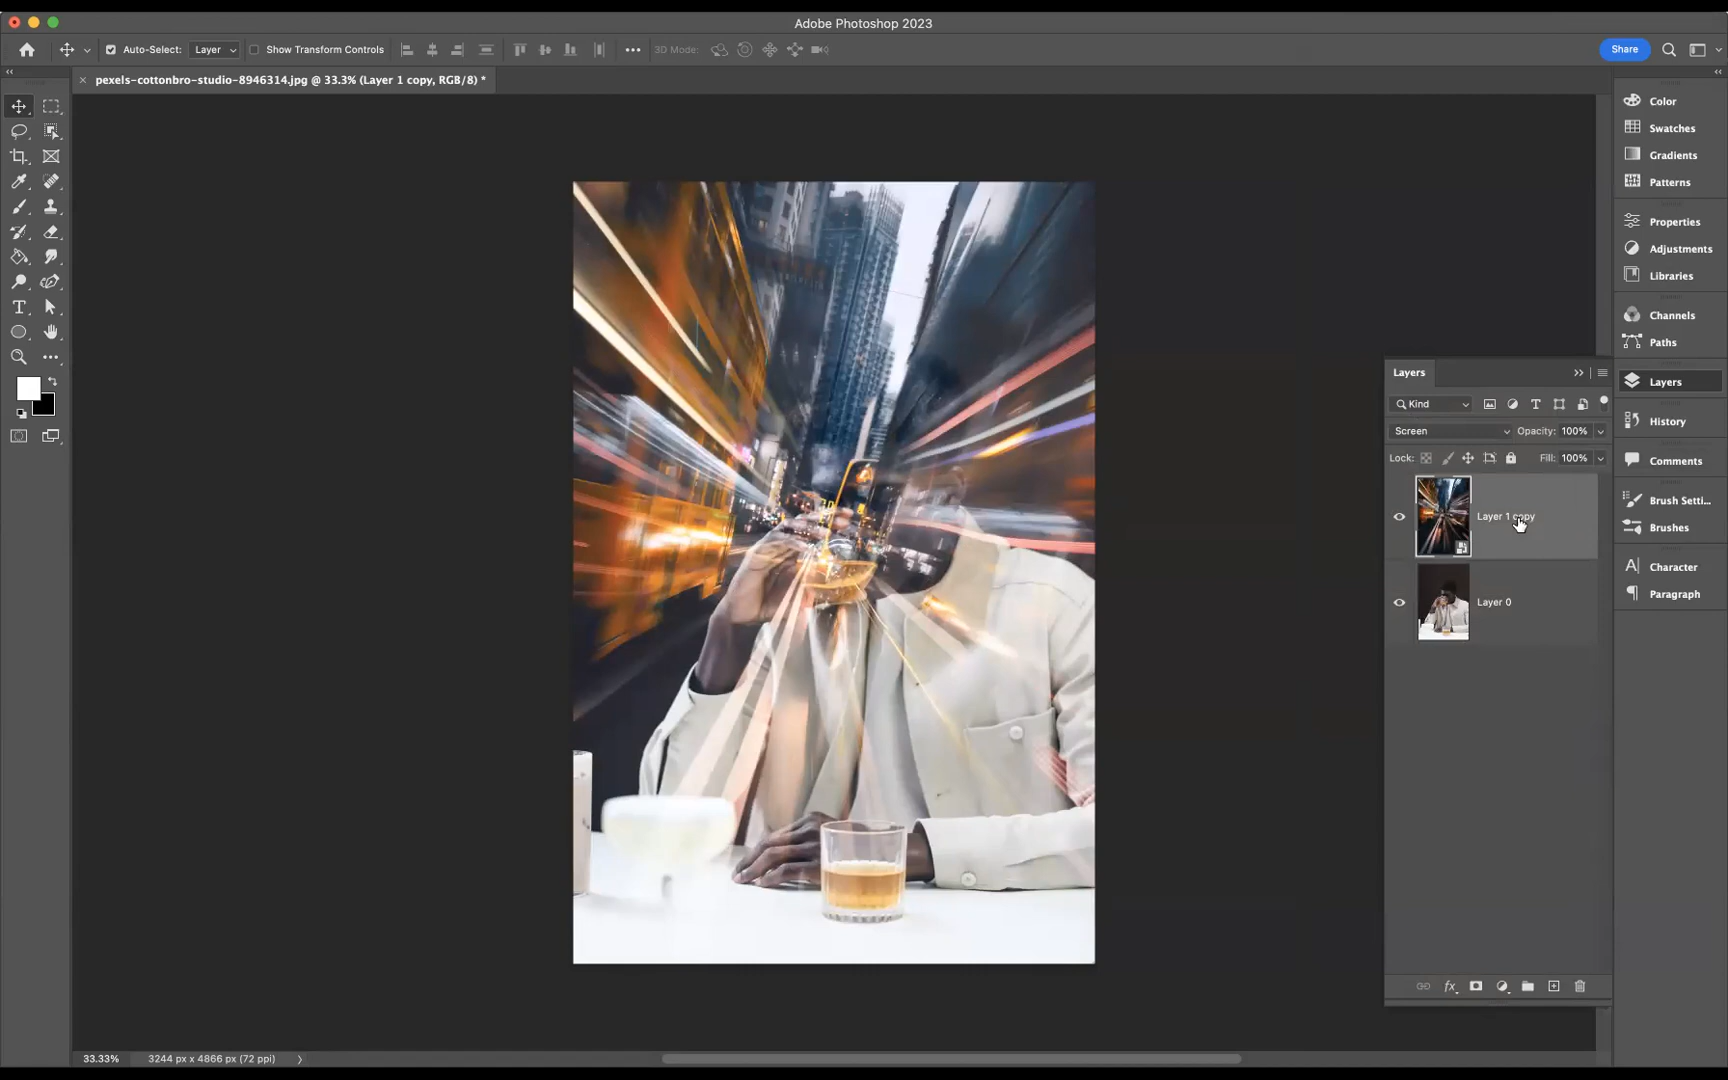 Adobe Photoshop 2023
Auto-Select: Layer Show Transform Controls 3D Mode: Share
pexels-cottonbro-studio-8946314.jpg @ 33.3% (Layer 1 copy, RGB/8) *
Color
Swatches
Gradients
Patterns
Properties
Adjustments
Libraries
Channels
Paths
Layers
History
Comments
Brush Setti...
Brushes
Character
Paragraph
Layers
Kind
Screen Opacity: 100%
Lock: Fill: 100%
Layer 1 copy
Layer 0
33.33% 3244 px x 4866 px (72 ppi)